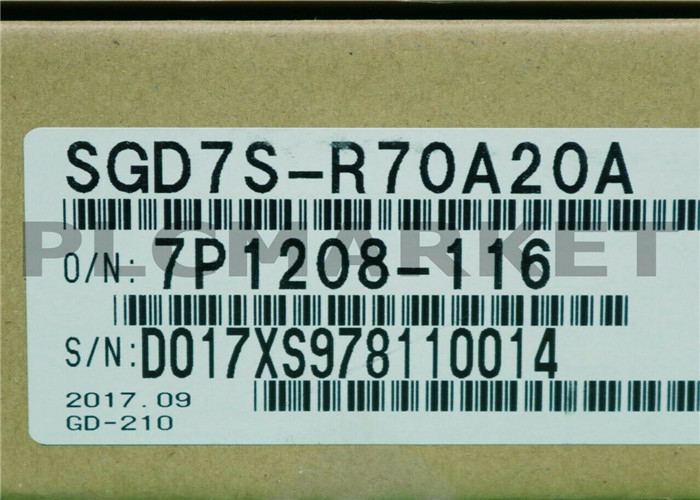 SGD7S-R70A20A
PLCMARKET
O/N: 7P1208-116
S/N: D017XS978110014
2017.09
GD-210